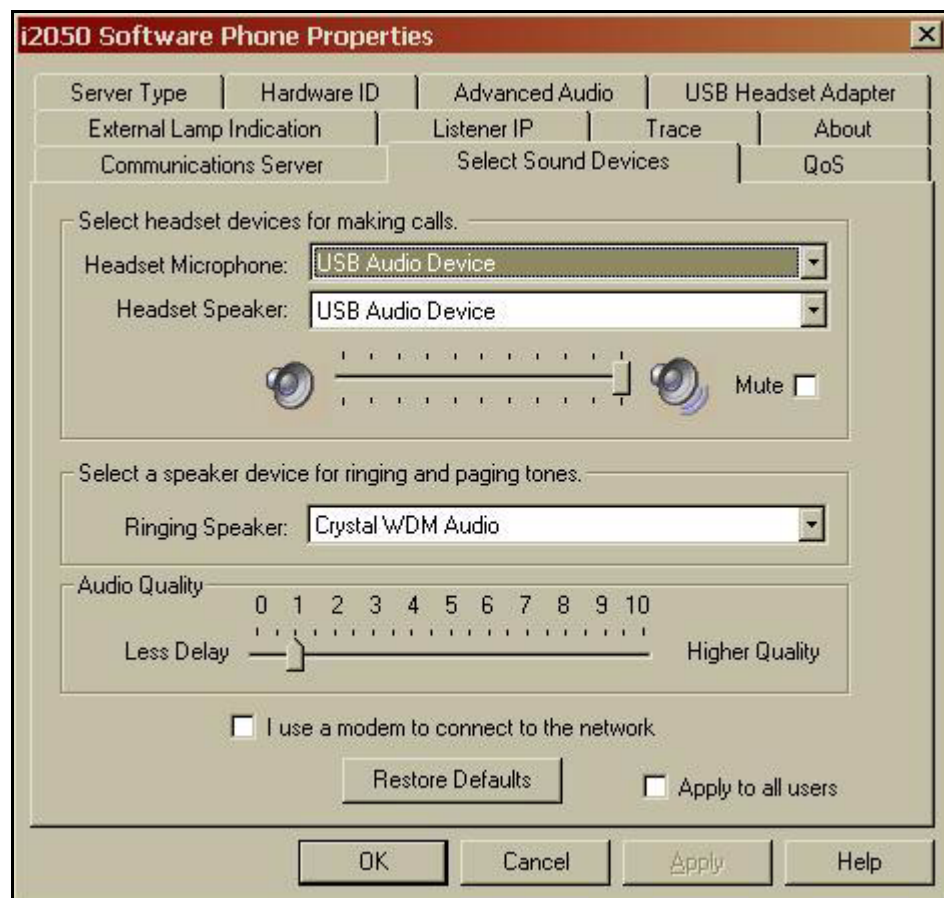 i2050 Software Phone Properties
Server Type Hardware ID Advanced Audio USB Headset Adapter
External Lamp Indication Listener IP Trace About
Communications Server Select Sound Devices QoS
Select headset devices for making calls.
Headset Microphone: USB Audio Device
Headset Speaker: USB Audio Device
Mute
Select a speaker device for ringing and paging tones.
Ringing Speaker: Crystal WDM Audio
Audio Quality
0 1 2 3 4 5 6 7 8 9 10
Less Delay Higher Quality
I use a modem to connect to the network
Restore Defaults Apply to all users
OK Cancel Apply Help